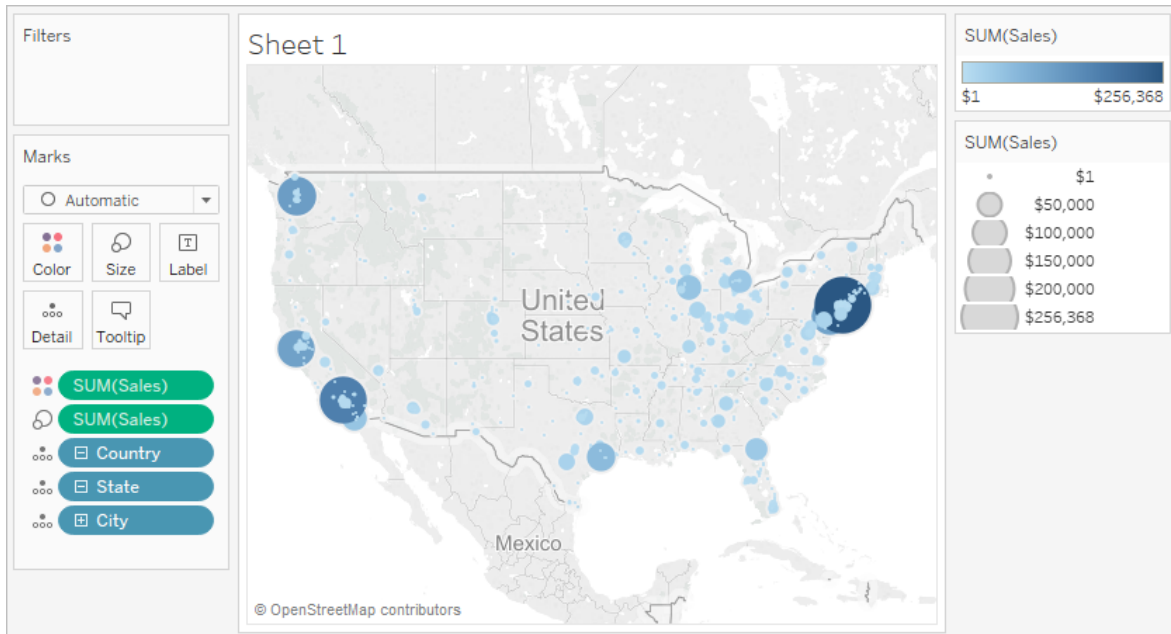 Filters
Marks
Automatic
Color Size Label
Detail Tooltip
SUM(Sales)
SUM(Sales)
Country
State
City
Sheet 1
United
States
Mexico
© OpenStreetMap contributors
SUM(Sales)
$1 $256,368
SUM(Sales)
$1
$50,000
$100,000
$150,000
$200,000
$256,368